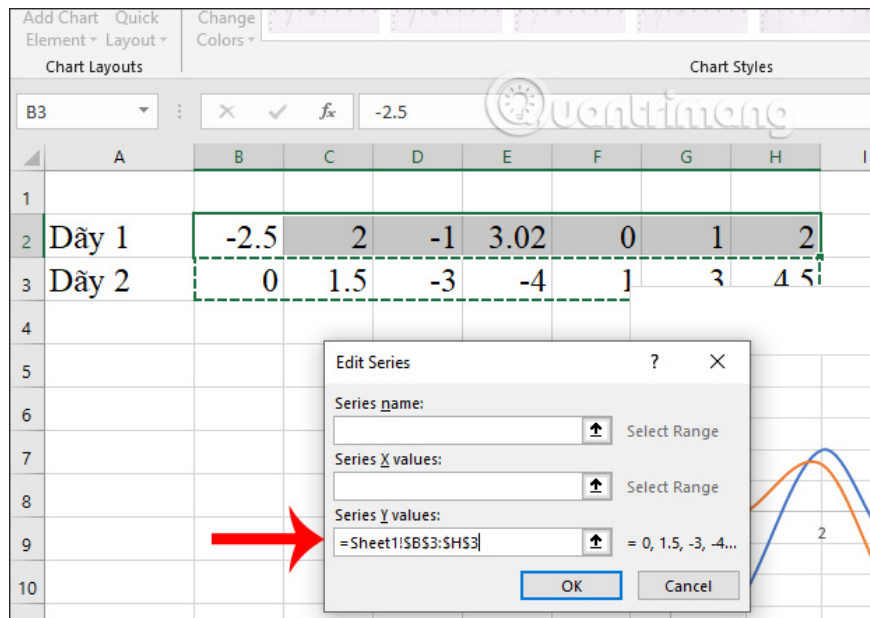 Add Chart Quick Change
Element Layout Colors
Chart Layouts Chart Styles
B3 fx -2.5
Quantrimang
A B C D E F G H I
1
2 Dãy 1 -2.5 2 -1 3.02 0 1 2
3 Dãy 2 0 1.5 -3 -4 1 3 4.5
4
5
6
7
8
9
10
Edit Series ? X
Series name:
Select Range
Series X values:
Select Range
Series Y values:
=Sheet1!$B$3:$H$3 = 0, 1.5, -3, -4...
OK Cancel
2